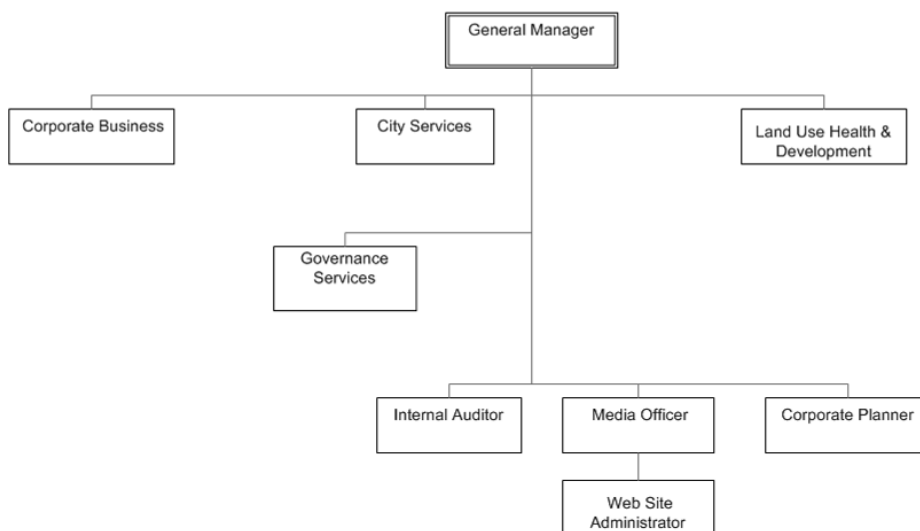 General Manager
Corporate Business
City Services
Land Use Health &
Development
Governance
Services
Internal Auditor
Media Officer
Corporate Planner
Web Site
Administrator